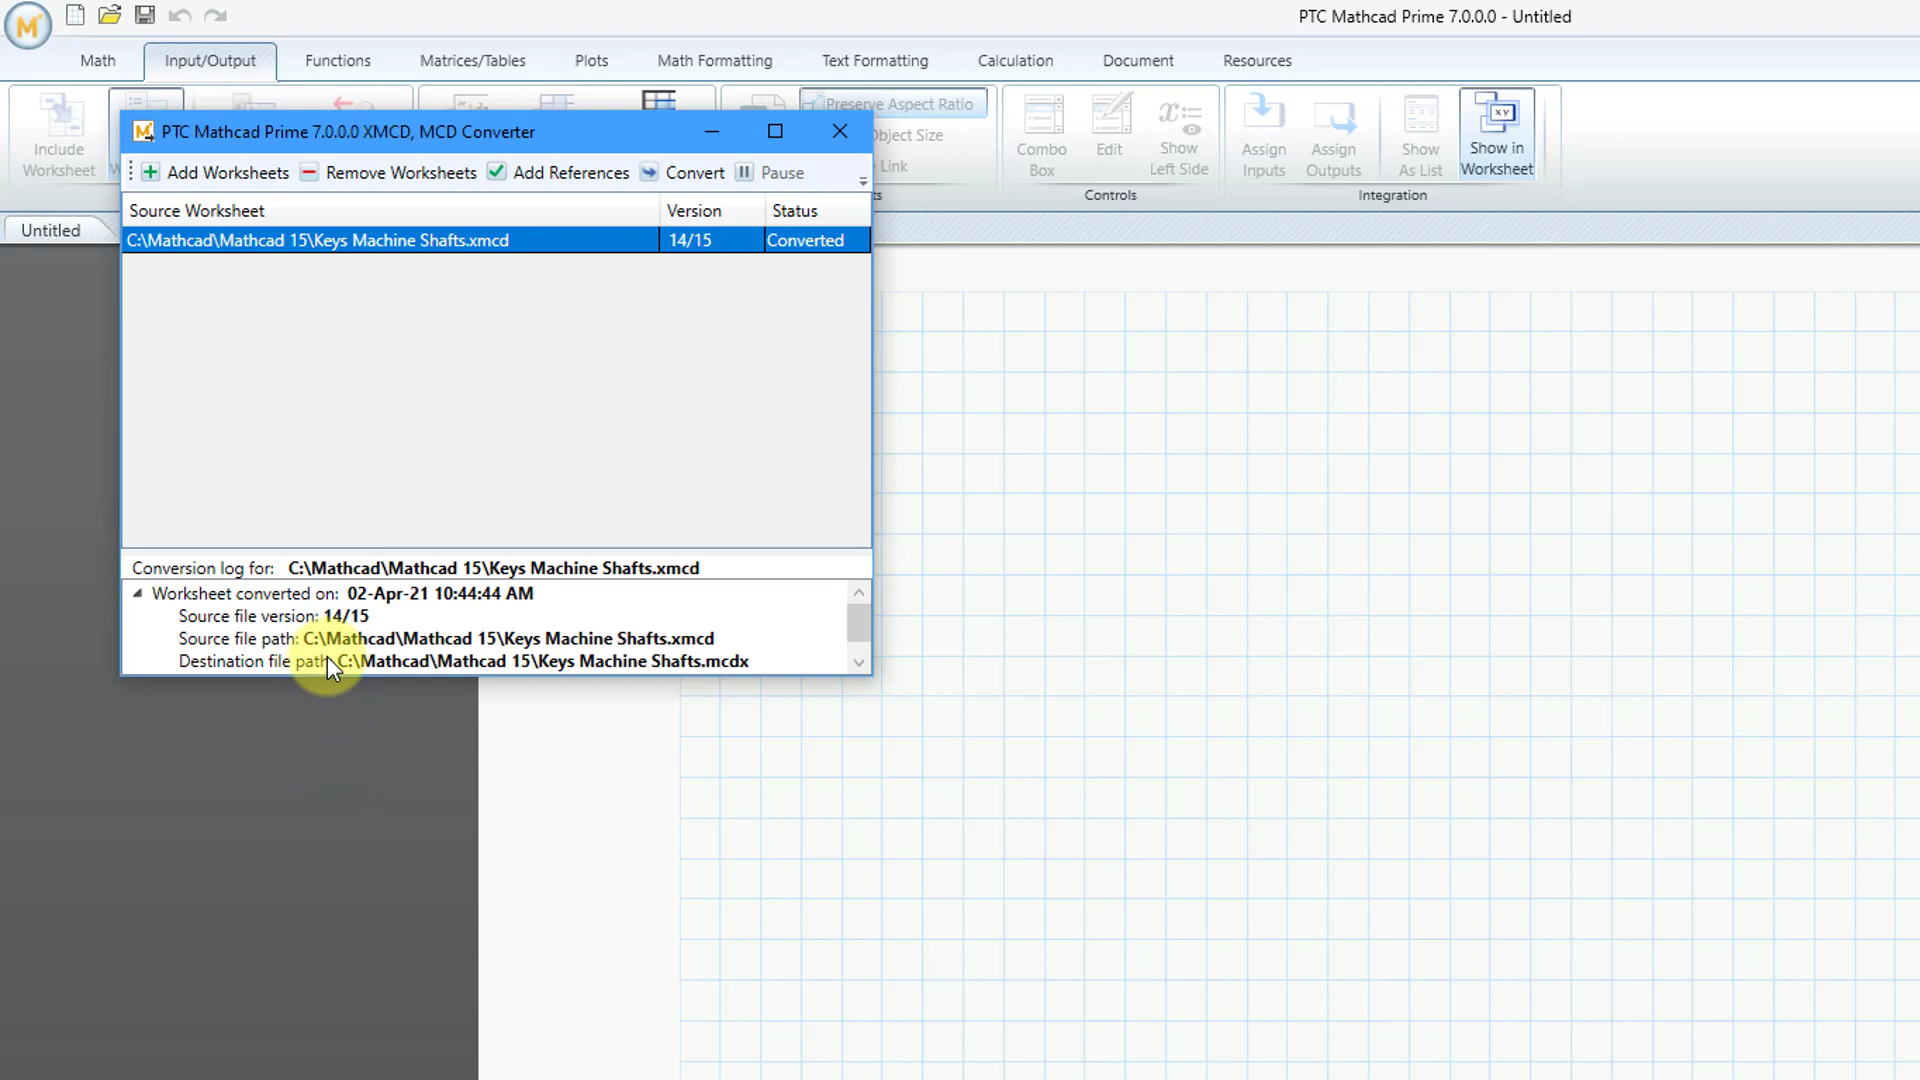 PTC Mathcad Prime 7.0.0.0 - Untitled
Math Input/Output Functions Matrices/Tables Plots Math Formatting Text Formatting Calculation Document Resources
Preserve Aspect Ratio
Object Size
Link
Include
Worksheet
Combo
Box
Edit
Show
Left Side
Assign
Inputs
Assign
Outputs
Show
As List
Show in
Worksheet
Controls
Integration
Untitled
PTC Mathcad Prime 7.0.0.0 XMCD, MCD Converter
Add Worksheets Remove Worksheets Add References Convert Pause
Source Worksheet Version Status
C:\Mathcad\Mathcad 15\Keys Machine Shafts.xmcd 14/15 Converted
Conversion log for: C:\Mathcad\Mathcad 15\Keys Machine Shafts.xmcd
Worksheet converted on: 02-Apr-21 10:44:44 AM
Source file version: 14/15
Source file path: C:\Mathcad\Mathcad 15\Keys Machine Shafts.xmcd
Destination file path: C:\Mathcad\Mathcad 15\Keys Machine Shafts.mcdx